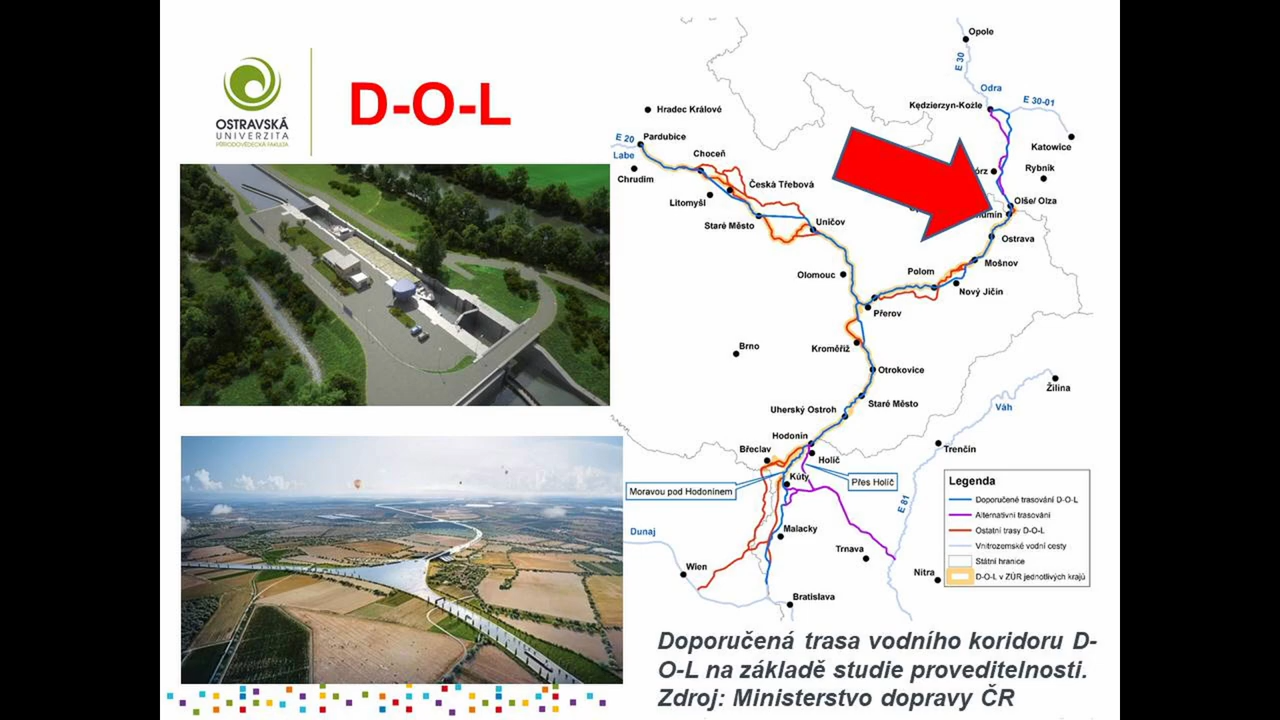 OSTRAVSKÁ
UNIVERZITA
PŘÍRODOVĚDECKÁ FAKULTA
D-O-L
Opole
E 30
Odra
Kędzierzyn-Koźle
E 30-01
Hradec Králové
E 20
Pardubice
Labe
Choceň
Katowice
Chrudim
Česká Třebová
órz
Rybník
Litomyšl
Olše/ Olza
Staré Město
Uničov
humín
Ostrava
Mošnov
Olomouc
Polom
Nový Jičín
Přerov
Brno
Kroměříž
Otrokovice
Žilina
Uherský Ostroh
Staré Město
Váh
Hodonín
Břeclav
Holíč
Trenčín
Kúty
Přes Holíč
Moravou pod Hodonínem
E 81
Dunaj
Malacky
Trnava
Wien
Nitra
Bratislava
Legenda
Doporučené trasování D-O-L
Alternativní trasování
Ostatní trasy D-O-L
Vnitrozemské vodní cesty
Státní hranice
D-O-L v ZÚR jednotlivých krajů
Doporučená trasa vodního koridoru D-
O-L na základě studie proveditelnosti.
Zdroj: Ministerstvo dopravy ČR